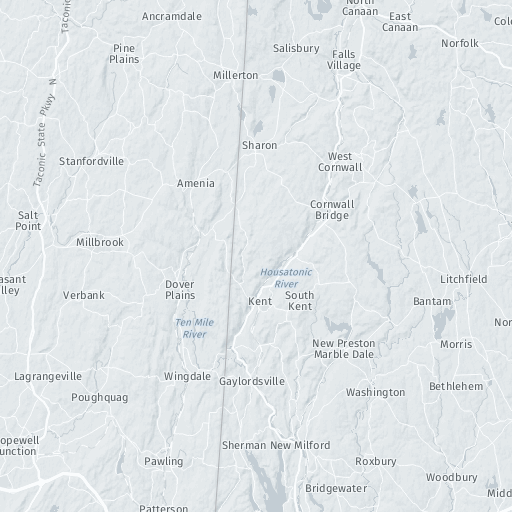 North
Canaan
Ancramdale
East
Canaan
Taconic
Pine
Plains
Salisbury
Falls
Village
Norfolk
Millerton
Taconic State Pkwy N
Sharon
Stanfordville
West
Cornwall
Amenia
Cornwall
Bridge
Salt
Point
Millbrook
Housatonic
River
Litchfield
Dover
Plains
Verbank
Kent
South
Kent
Bantam
Ten Mile
River
New Preston
Marble Dale
Morris
Lagrangeville
Wingdale
Gaylordsville
Bethlehem
Poughquag
Washington
Sherman
New Milford
Pawling
Roxbury
Woodbury
Bridgewater
Patterson